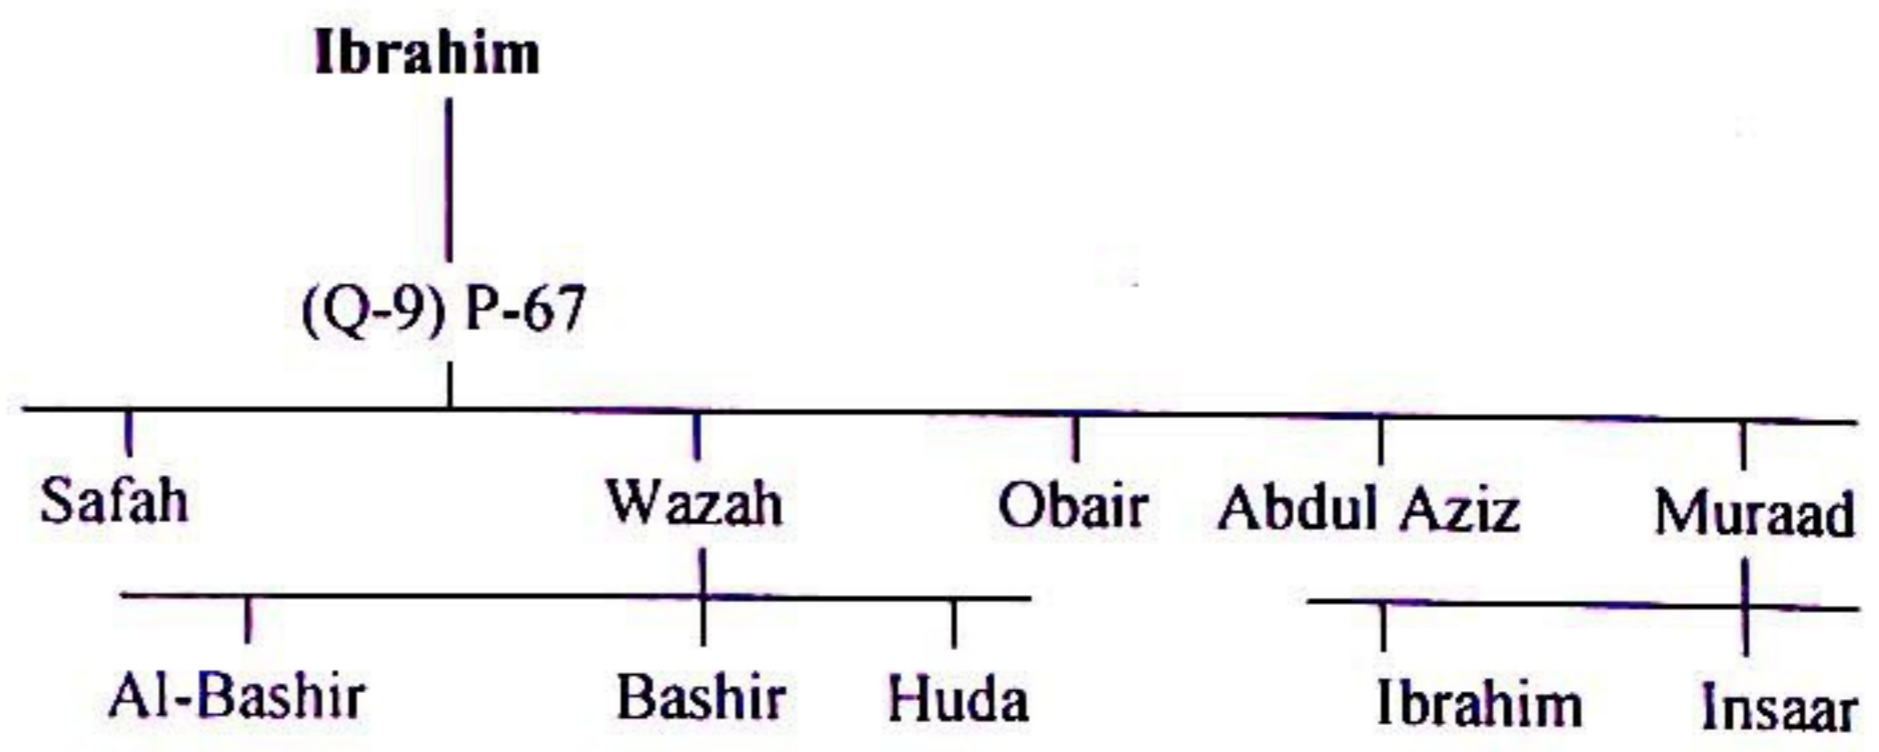 Ibrahim
(Q-9) P-67
Safah Wazah Obair Abdul Aziz Muraad
Al-Bashir Bashir Huda Ibrahim Insaar